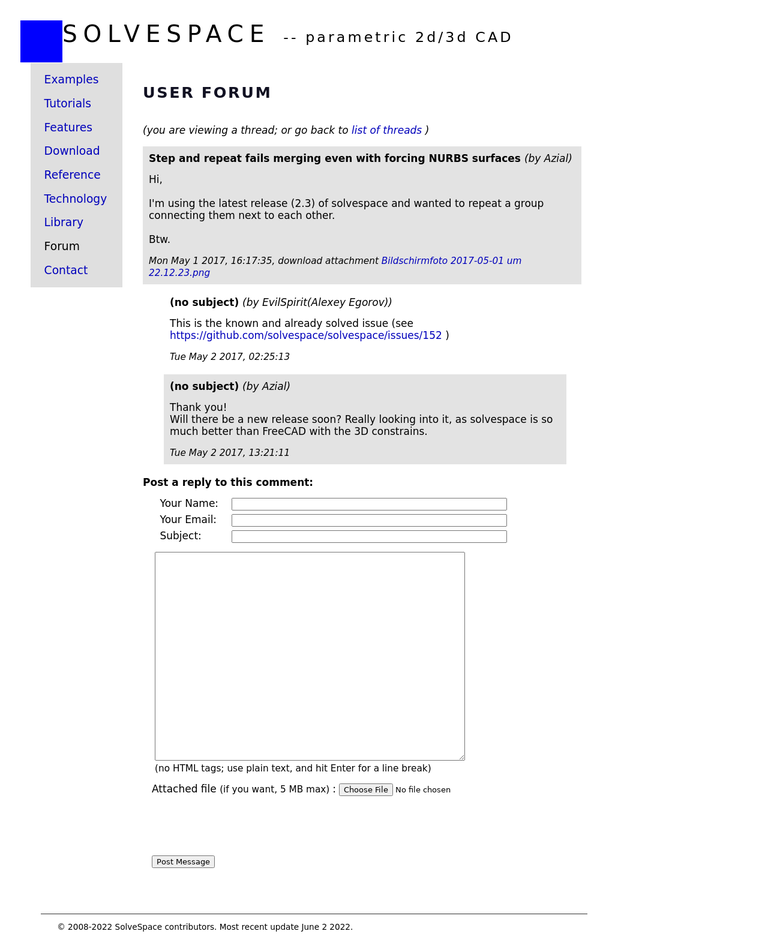 SOLVESPACE -- parametric 2d/3d CAD
Examples
Tutorials
Features
Download
Reference
Technology
Library
Forum
Contact
USER FORUM
(you are viewing a thread; or go back to list of threads )
Step and repeat fails merging even with forcing NURBS surfaces (by Azial)
Hi,
I'm using the latest release (2.3) of solvespace and wanted to repeat a group
connecting them next to each other.
Btw.
Mon May 1 2017, 16:17:35, download attachment Bildschirmfoto 2017-05-01 um
22.12.23.png
(no subject) (by EvilSpirit(Alexey Egorov))
This is the known and already solved issue (see
https://github.com/solvespace/solvespace/issues/152 )
Tue May 2 2017, 02:25:13
(no subject) (by Azial)
Thank you!
Will there be a new release soon? Really looking into it, as solvespace is so
much better than FreeCAD with the 3D constrains.
Tue May 2 2017, 13:21:11
Post a reply to this comment:
Your Name:
Your Email:
Subject:
(no HTML tags; use plain text, and hit Enter for a line break)
Attached file (if you want, 5 MB max) : Choose File No file chosen
Post Message
© 2008-2022 SolveSpace contributors. Most recent update June 2 2022.